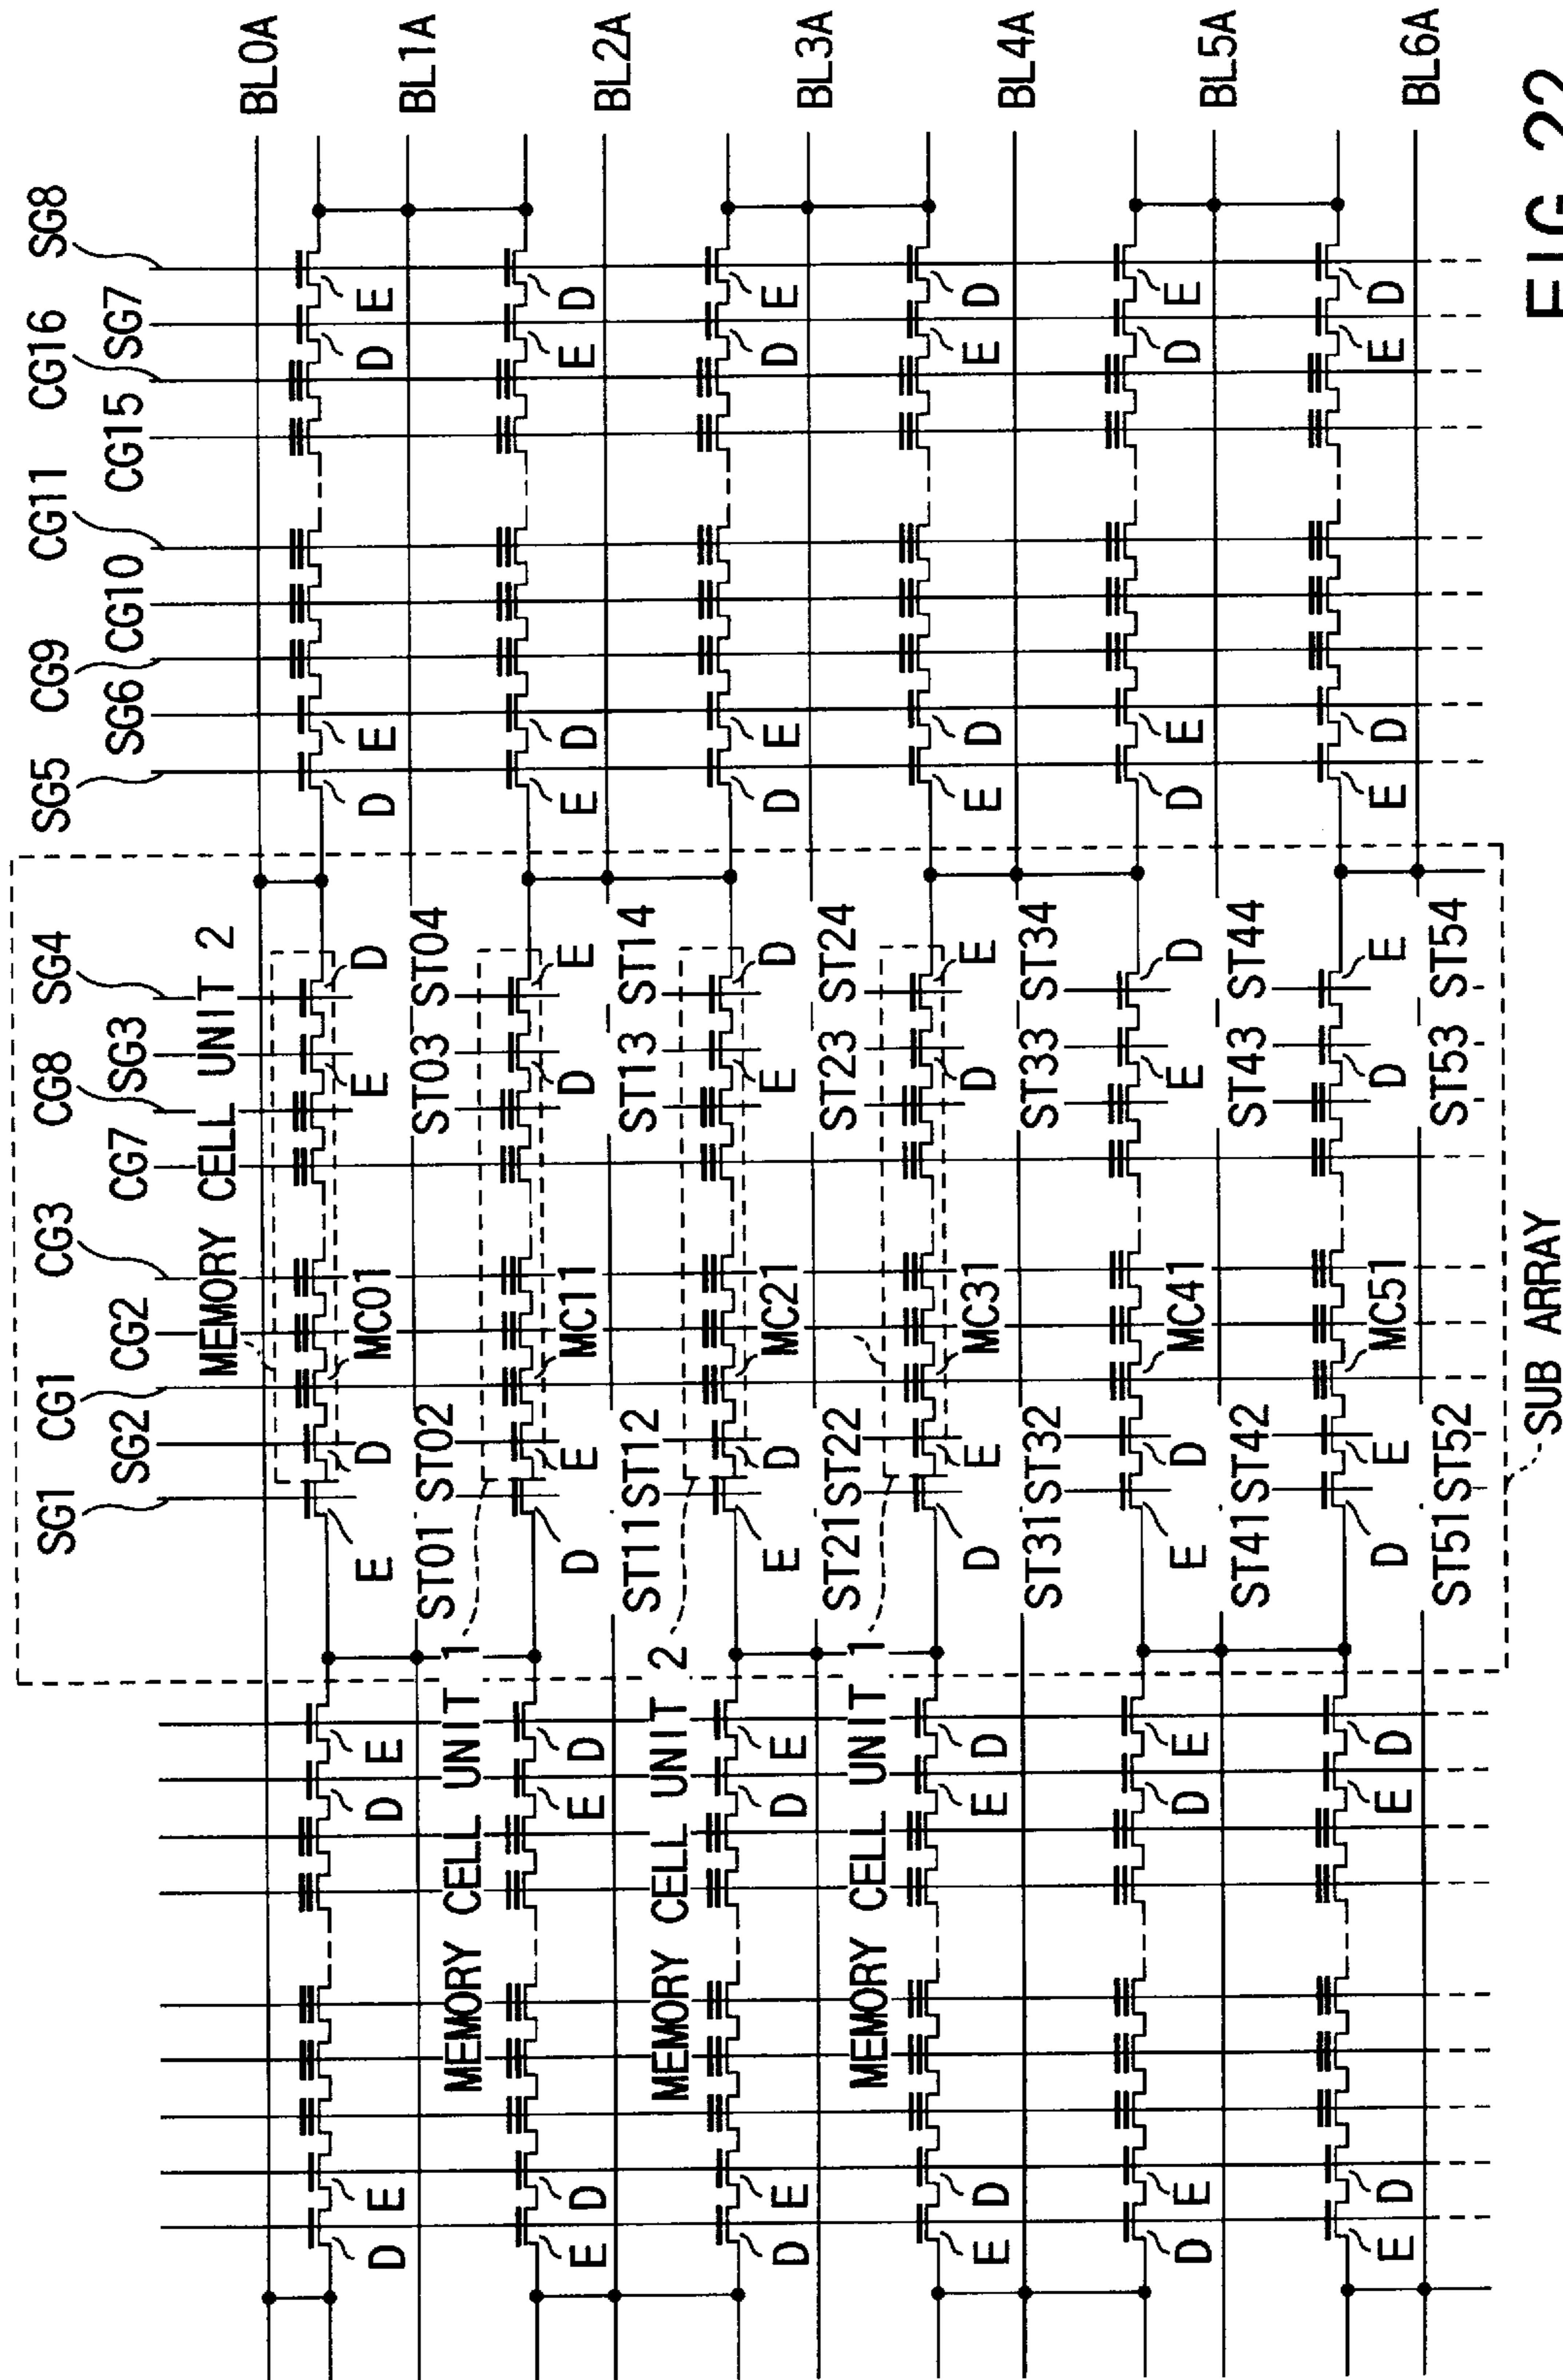 SG1 SG2 CG1 CG2 CG3 CG7 CG8 SG3 SG4 SG5 SG6 CG9 CG10 CG11 CG15 CG16 SG7 SG8
MEMORY CELL UNIT 2
BL0A
D E D E E D MC01 E D D E D E
ST01 ST02 ST03 ST04
BL1A
MEMORY CELL UNIT 1
E D E D D E MC11 D E E D E D
ST11 ST12 ST13 ST14
BL2A
MEMORY CELL UNIT 2
D E D E E D MC21 E D D E D E
ST21 ST22 ST23 ST24
BL3A
MEMORY CELL UNIT 1
E D E D D E MC31 D E E D E D
ST31 ST32 ST33 ST34
BL4A
D E D E E D MC41 E D D E D E
ST41 ST42 ST43 ST44
BL5A
E D E D D E MC51 D E E D E D
ST51 ST52 ST53 ST54
BL6A
SUB ARRAY
FIG 22